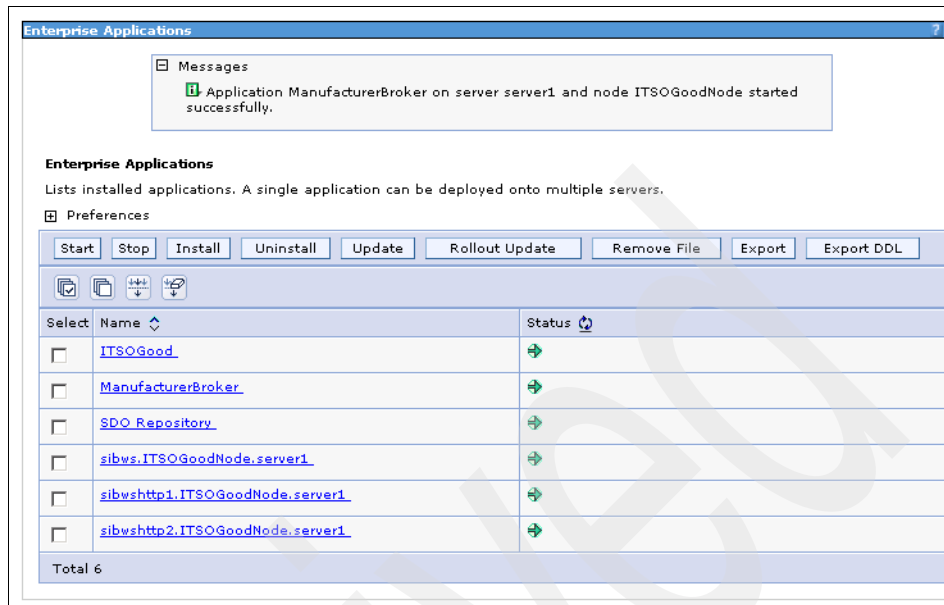 Enterprise Applications ?
Messages
Application ManufacturerBroker on server server1 and node ITSOGoodNode started
successfully.
Enterprise Applications
Lists installed applications. A single application can be deployed onto multiple servers.
Preferences
Start Stop Install Uninstall Update Rollout Update Remove File Export Export DDL
Select Name Status
ITSOGood
ManufacturerBroker
SDO Repository
sibws.ITSOGoodNode.server1
sibwshttp1.ITSOGoodNode.server1
sibwshttp2.ITSOGoodNode.server1
Total 6